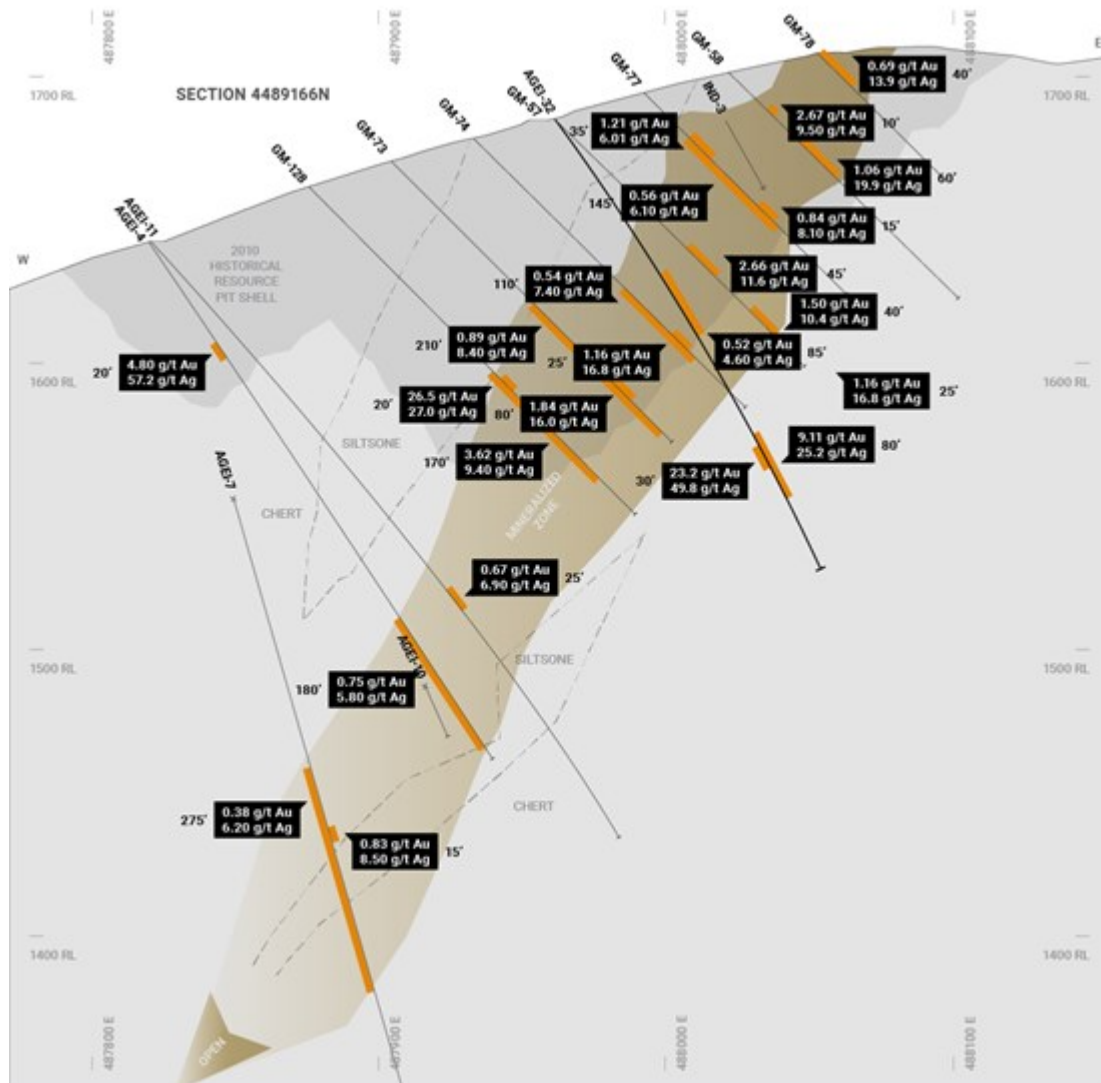 487800 E
487900 E
488000 E
488100 E
E
GM-78
GM-58
GM-77
IND-3
AGEI-32
GM-57
GM-74
GM-73
GM-128
AGEI-11
AGEI-4
W
1700 RL
1700 RL
SECTION 4489166N
0.69 g/t Au
13.9 g/t Ag
40'
2.67 g/t Au
9.50 g/t Ag
10'
35'
1.21 g/t Au
6.01 g/t Ag
1.06 g/t Au
19.9 g/t Ag
60'
145'
0.56 g/t Au
6.10 g/t Ag
0.84 g/t Au
8.10 g/t Ag
15'
2010
HISTORICAL
RESOURCE
PIT SHELL
110'
0.54 g/t Au
7.40 g/t Ag
2.66 g/t Au
11.6 g/t Ag
45'
1.50 g/t Au
10.4 g/t Ag
40'
210'
0.89 g/t Au
8.40 g/t Ag
25'
1.16 g/t Au
16.8 g/t Ag
0.52 g/t Au
4.60 g/t Ag
85'
20'
4.80 g/t Au
57.2 g/t Ag
1600 RL
1600 RL
20'
26.5 g/t Au
27.0 g/t Ag
80'
1.84 g/t Au
16.0 g/t Ag
1.16 g/t Au
16.8 g/t Ag
25'
SILTSONE
170'
3.62 g/t Au
9.40 g/t Ag
9.11 g/t Au
25.2 g/t Ag
80'
30'
23.2 g/t Au
49.8 g/t Ag
AGEI-7
CHERT
MINERALIZED
ZONE
0.67 g/t Au
6.90 g/t Ag
25'
1500 RL
1500 RL
SILTSONE
AGEI-10
180'
0.75 g/t Au
5.80 g/t Ag
CHERT
275'
0.38 g/t Au
6.20 g/t Ag
0.83 g/t Au
8.50 g/t Ag
15'
1400 RL
1400 RL
OPEN
487800 E
487900 E
488000 E
488100 E